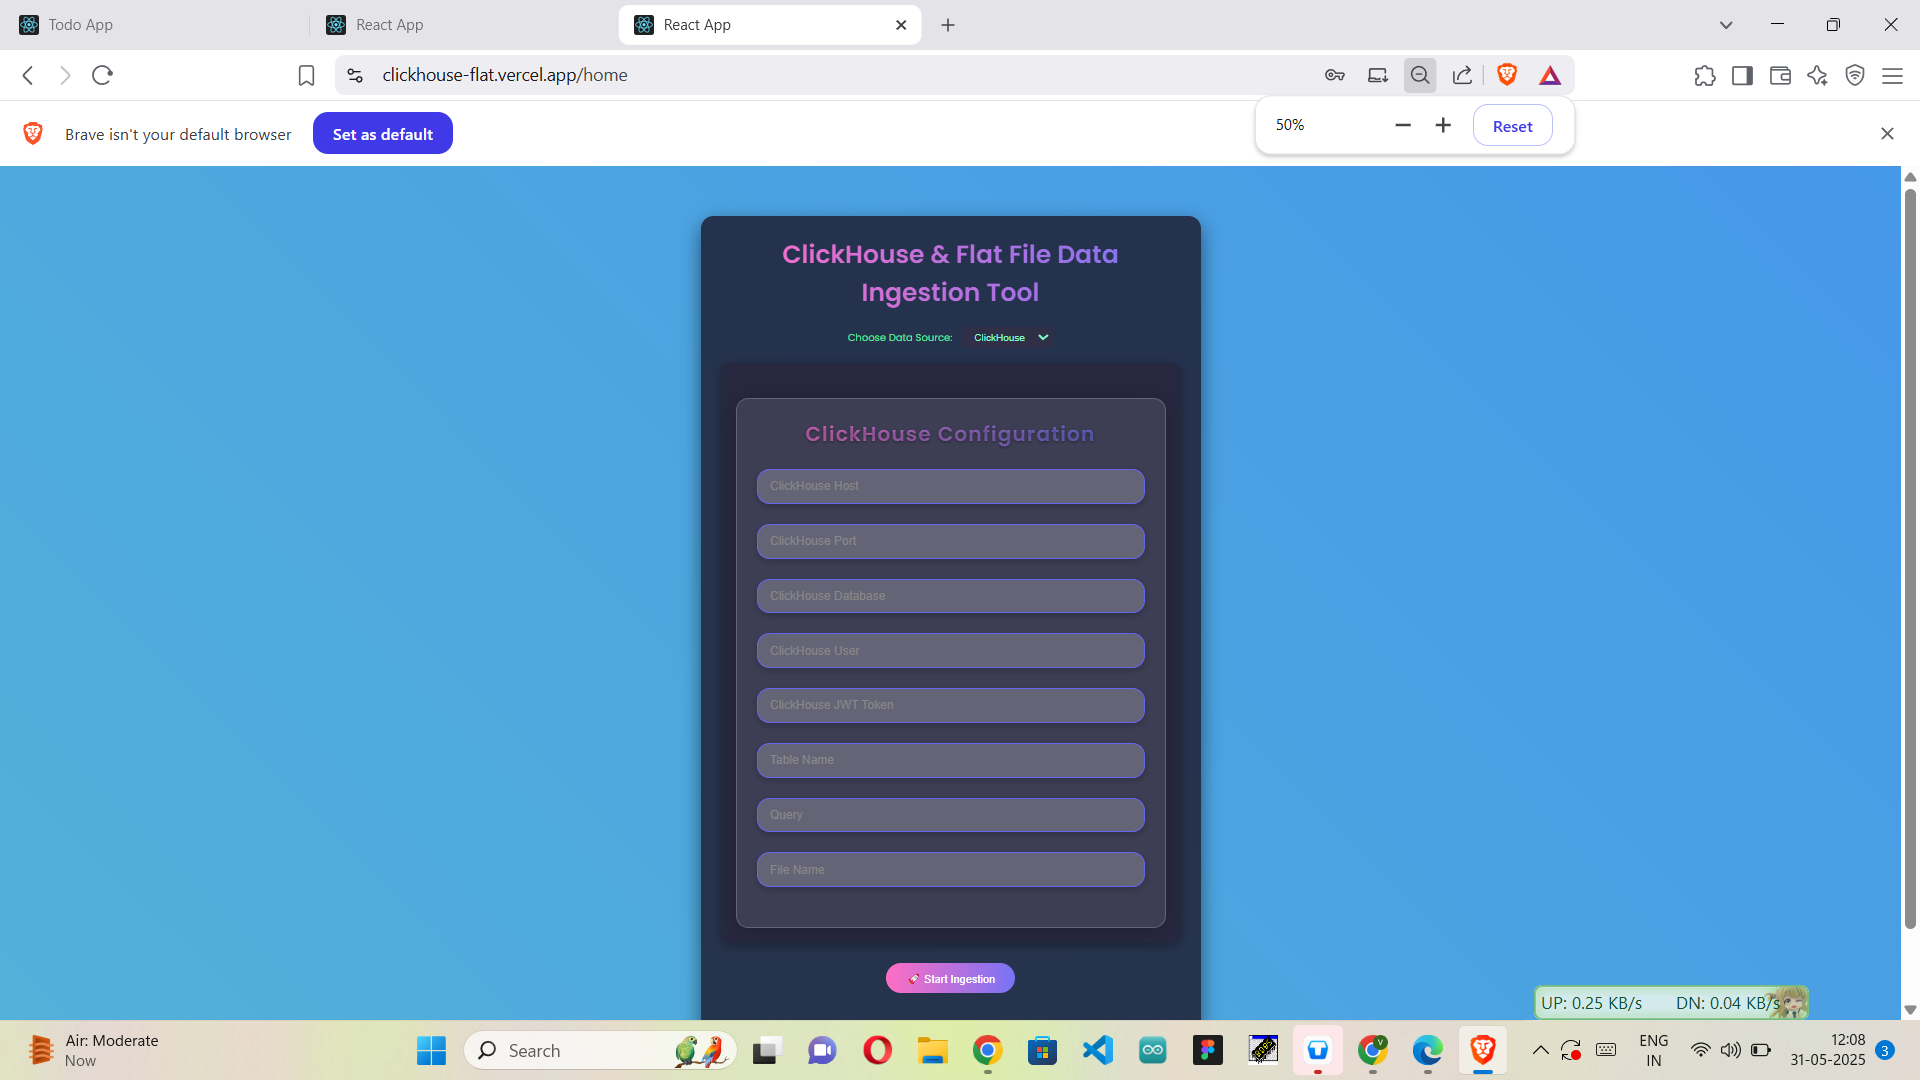 Todo App
React App
React App
clickhouse-flat.vercel.app/home
Brave isn't your default browser
Set as default
50%
Reset
ClickHouse & Flat File Data
Ingestion Tool
Choose Data Source:
ClickHouse
ClickHouse Configuration
ClickHouse Host
ClickHouse Port
ClickHouse Database
ClickHouse User
ClickHouse JWT Token
Table Name
Query
File Name
🚀 Start Ingestion
UP: 0.25 KB/s DN: 0.04 KB/s
Air: Moderate
Now
Search
V
ENG
IN
12:08
31-05-2025
3